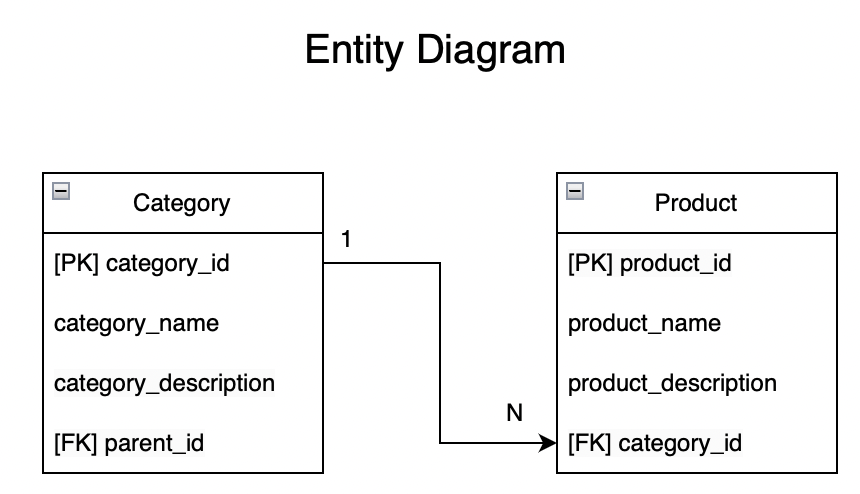 Entity Diagram
Category
[PK] category_id
category_name
category_description
[FK] parent_id
1
N
Product
[PK] product_id
product_name
product_description
[FK] category_id